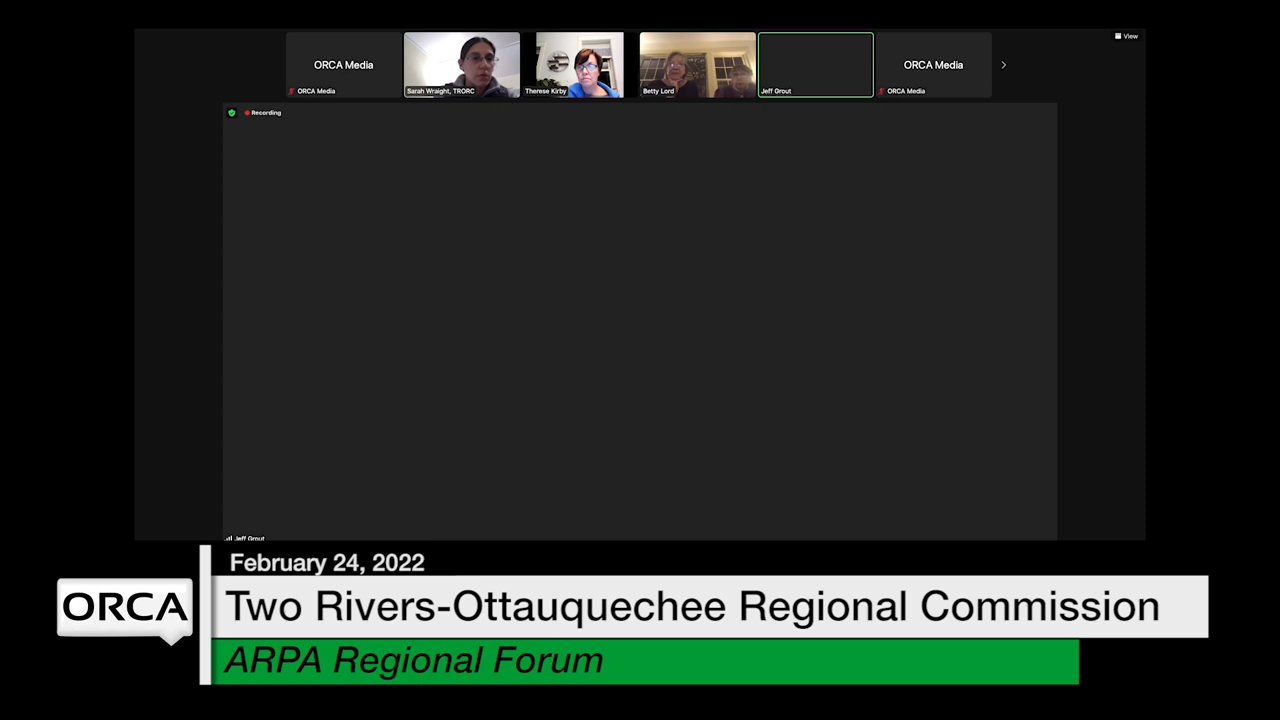 View
ORCA Media
ORCA Media
ORCA Media
Sarah Wraight, TRORC
Therese Kirby
Betty Lord
Jeff Grout
ORCA Media
Recording
Jeff Grout
February 24, 2022
ORCA
Two Rivers-Ottauquechee Regional Commission
ARPA Regional Forum